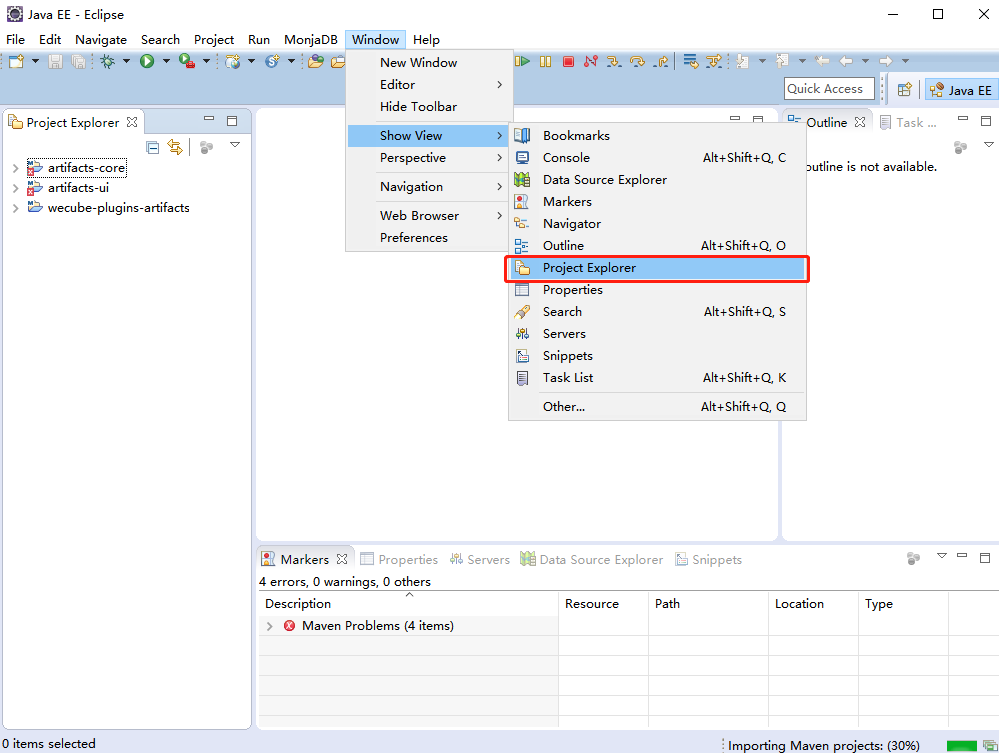 Java EE - Eclipse
File Edit Navigate Search Project Run MonjaDB Window Help
New Window
Editor
Hide Toolbar
Show View
Perspective
Navigation
Web Browser
Preferences
Quick Access
Java EE
Project Explorer
artifacts-core
artifacts-ui
wecube-plugins-artifacts
Bookmarks
Console Alt+Shift+Q, C
Data Source Explorer
Markers
Navigator
Outline Alt+Shift+Q, O
Project Explorer
Properties
Search Alt+Shift+Q, S
Servers
Snippets
Task List Alt+Shift+Q, K
Other... Alt+Shift+Q, Q
Outline Task ...
outline is not available.
Markers Properties Servers Data Source Explorer Snippets
4 errors, 0 warnings, 0 others
Description Resource Path Location Type
Maven Problems (4 items)
0 items selected
Importing Maven projects: (30%)